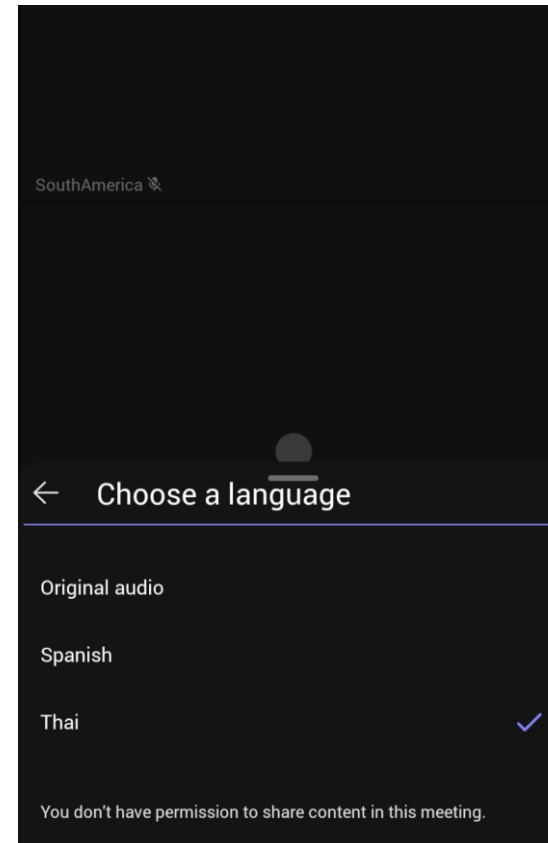 SouthAmerica
Choose a language
Original audio
Spanish
Thai
You don't have permission to share content in this meeting.